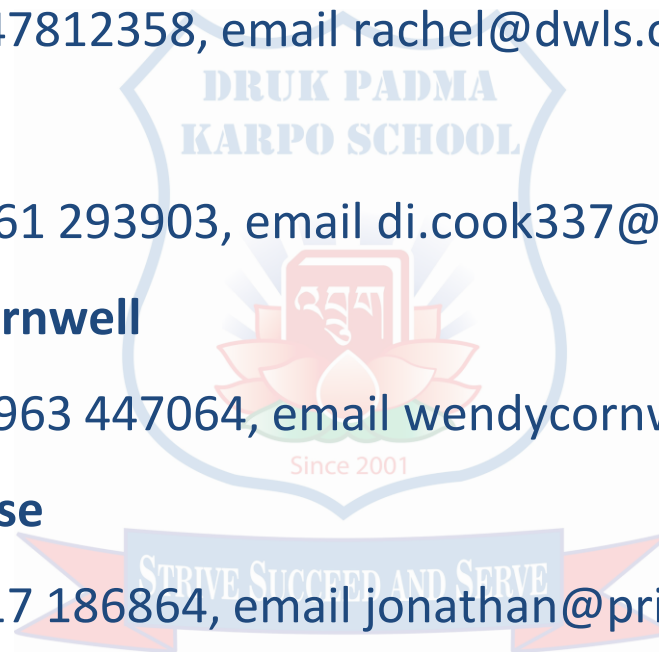 47812358, email rachel@dwls.c
DRUK PADMA
KARPO SCHOOL
61 293903, email di.cook337@
འབྲུག
rnwell
963 447064, email wendycornw
Since 2001
se
17 186864, email jonathan@pri
STRIVE SUCCEED AND SERVE